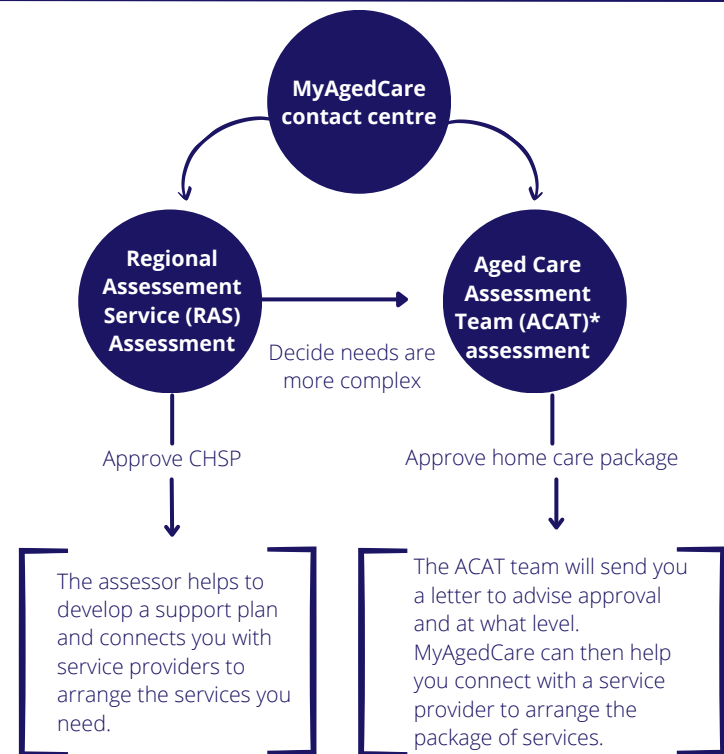 MyAgedCare
contact centre
Regional
Assessement
Service (RAS)
Assessment
Aged Care
Assessment
Team (ACAT)*
assessment
Decide needs are
more complex
Approve CHSP
Approve home care package
The assessor helps to
develop a support plan
and connects you with
service providers to
arrange the services you
need.
The ACAT team will send you
a letter to advise approval
and at what level.
MyAgedCare can then help
you connect with a service
provider to arrange the
package of services.